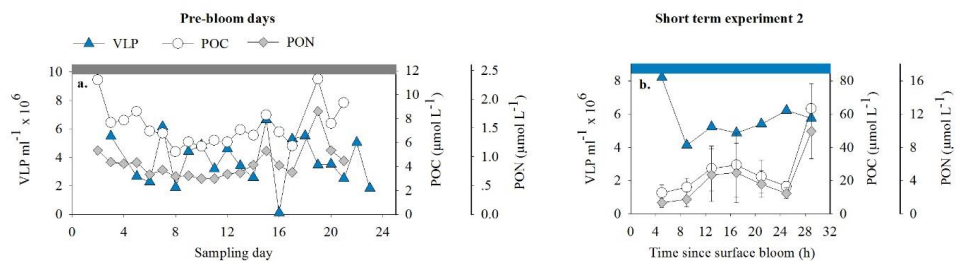 Pre-bloom days
VLP POC PON
a.
VLP ml⁻¹ x 10⁶
10
8
6
4
2
0
0 4 8 12 16 20 24
Sampling day
12
10
8
6
4
2
0
POC (µmol L⁻¹)
2.5
2.0
1.5
1.0
.5
0.0
PON (µmol L⁻¹)
Short term experiment 2
b.
VLP ml⁻¹ x 10⁶
8
6
4
2
0
0 4 8 12 16 20 24 28 32
Time since surface bloom (h)
80
60
40
20
0
POC (µmol L⁻¹)
16
12
8
4
0
PON (µmol L⁻¹)